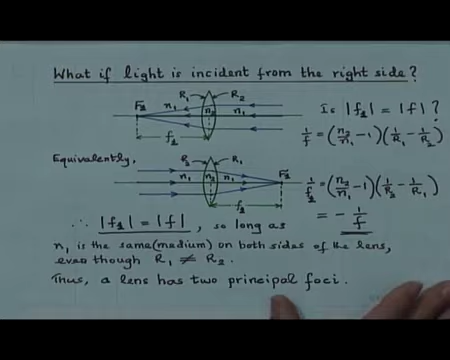 What if light is incident from the right side?
R₁ R₂
F₂ n₁ n₂ n₁
f₂
Is |f₂| = |f| ?
1/f = (n₂/n₁ − 1)(1/R₁ − 1/R₂)
Equivalently,
R₂ R₁
n₁ n₂ n₁ F₂
f₂
1/f₂ = (n₂/n₁ − 1)(1/R₂ − 1/R₁)
= − 1/f
∴ |f₂| = |f|, so long as
n₁ is the same (medium) on both sides of the lens,
even though R₁ ≠ R₂.
Thus, a lens has two principal foci.